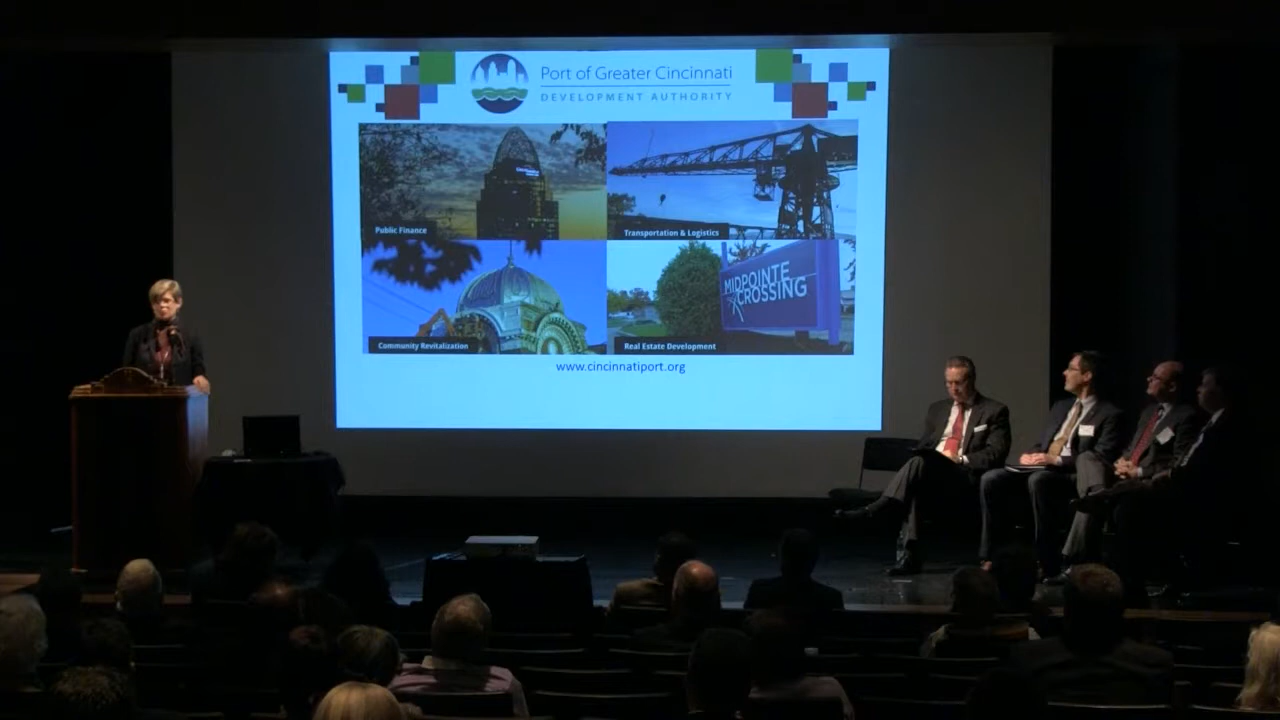 Port of Greater Cincinnati
DEVELOPMENT AUTHORITY
Public Finance
Transportation & Logistics
MIDPOINTE
CROSSING
Community Revitalization
Real Estate Development
www.cincinnatiport.org